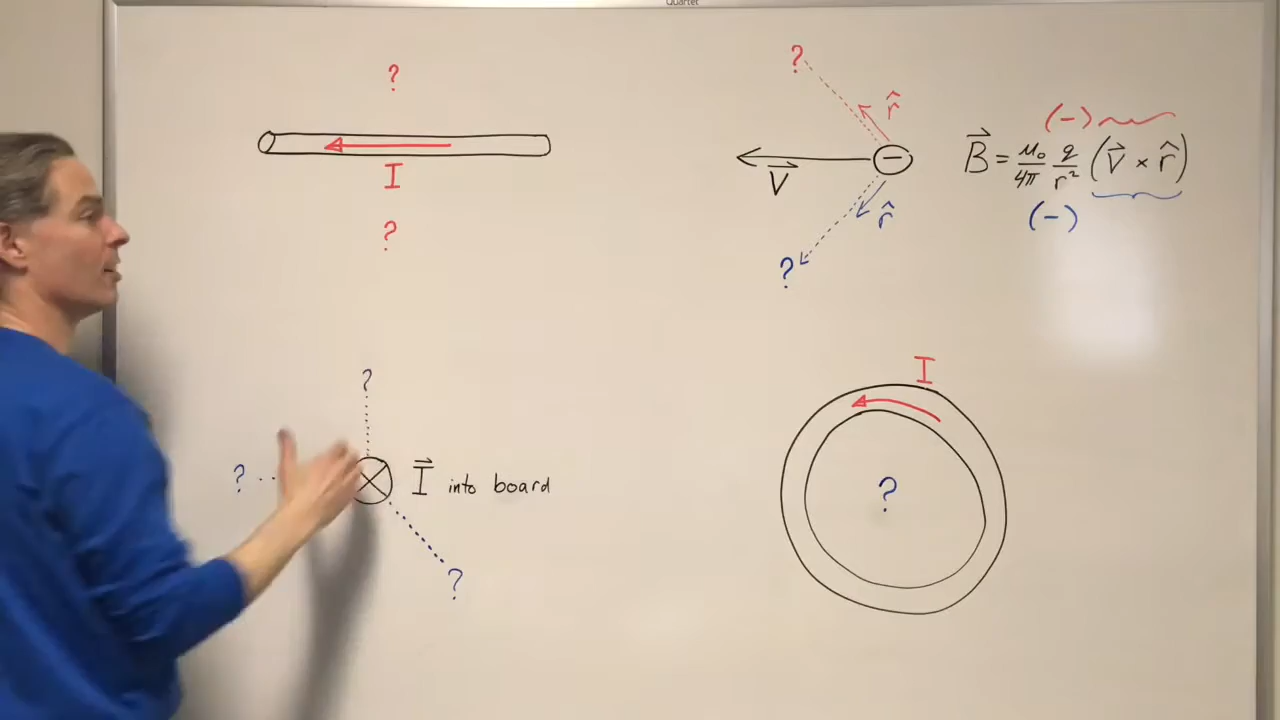 Quartet
?
I
?
?
r̂
V⃗
−
r̂
?
(−)
B⃗ = μ₀/4π q/r² (V⃗ × r̂)
(−)
?
?
I⃗ into board
?
I
?